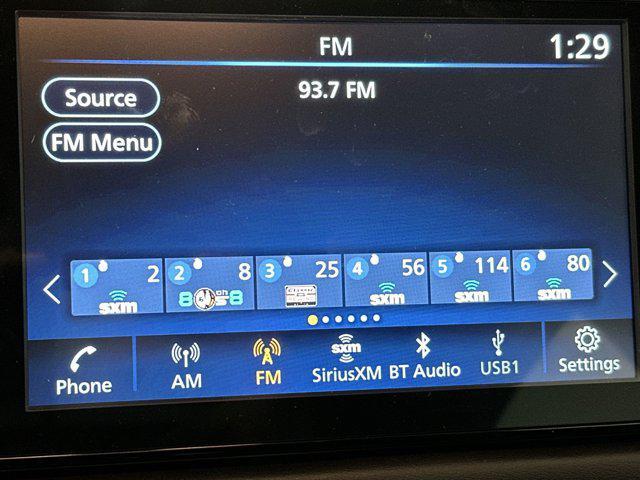 FM
1:29
Source
93.7 FM
FM Menu
1 2
sxm
2 8
3 25
4 56
sxm
5 114
sxm
6 80
sxm
Phone
AM
FM
sxm
SiriusXM
BT Audio
USB1
Settings